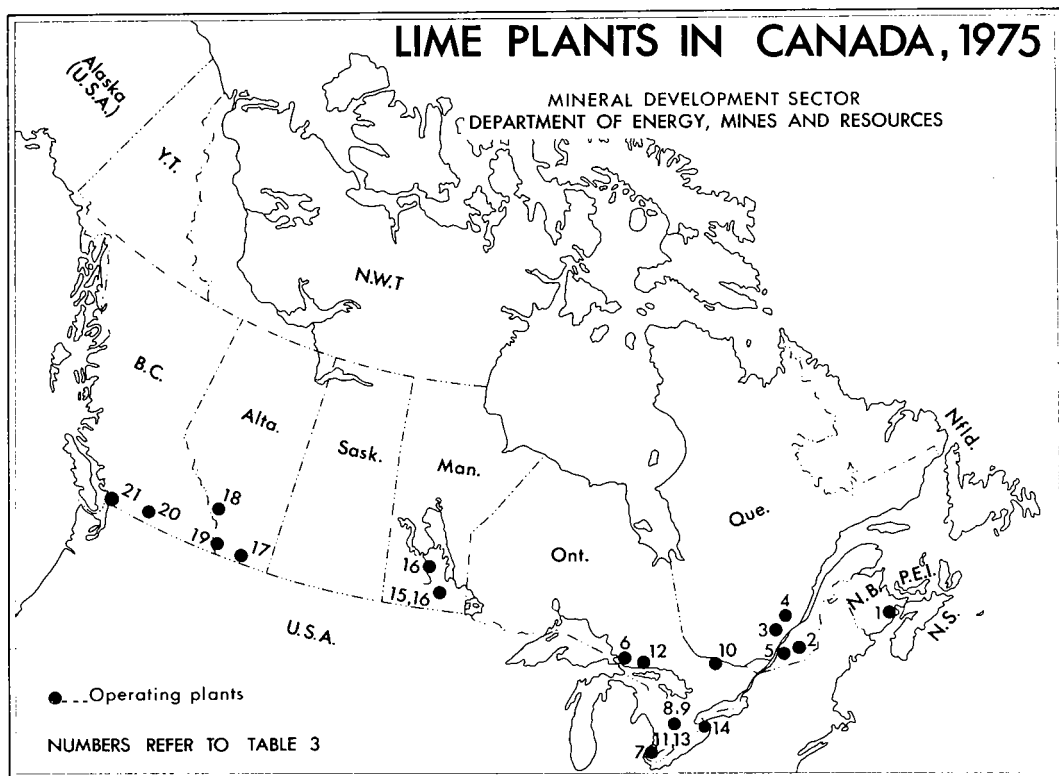 LIME PLANTS IN CANADA, 1975
MINERAL DEVELOPMENT SECTOR
DEPARTMENT OF ENERGY, MINES AND RESOURCES
Alaska
(U.S.A.)
Y.T.
N.W.T
B.C.
Alta.
Sask.
Man.
Ont.
Que.
Nfld.
P.E.I.
N.B.
N.S.
U.S.A.
21
20
18
19
17
16
15,16
6
12
10
4
3
5
2
1
8,9
11,13
14
7
---Operating plants
NUMBERS REFER TO TABLE 3